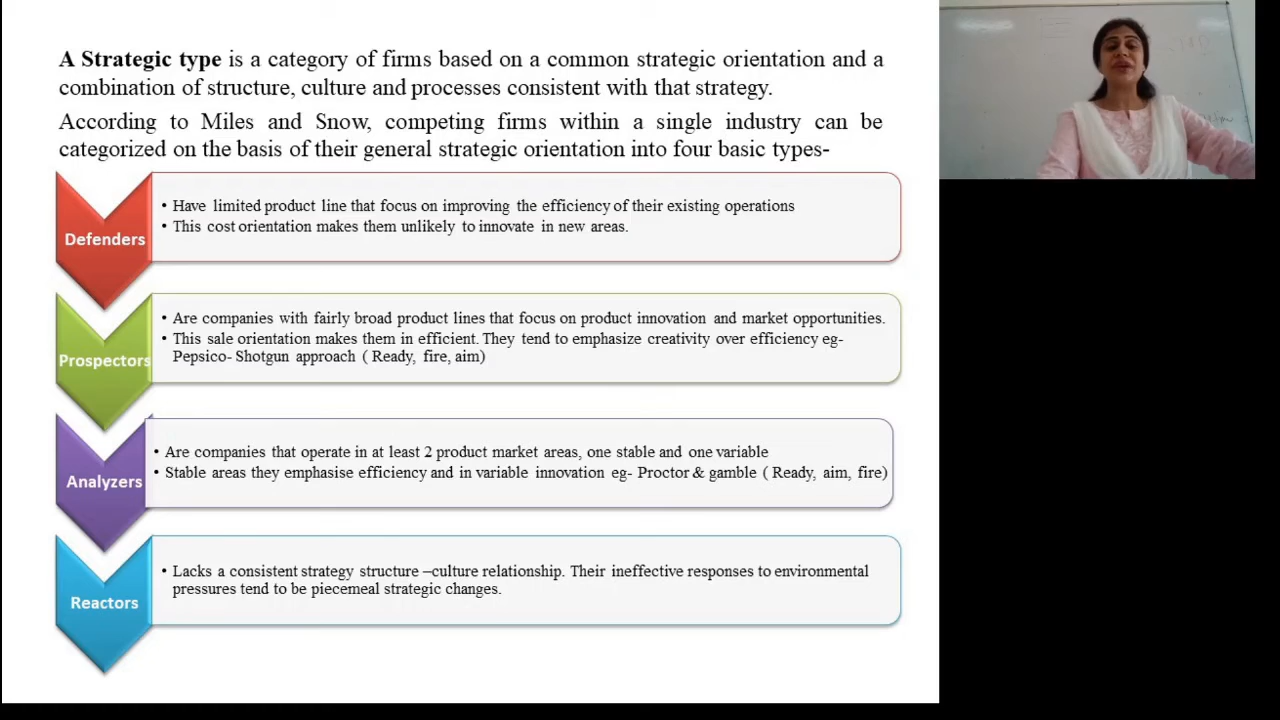 A Strategic type is a category of firms based on a common strategic orientation and a
combination of structure, culture and processes consistent with that strategy.
According to Miles and Snow, competing firms within a single industry can be
categorized on the basis of their general strategic orientation into four basic types-
Defenders
• Have limited product line that focus on improving the efficiency of their existing operations
• This cost orientation makes them unlikely to innovate in new areas.
Prospectors
• Are companies with fairly broad product lines that focus on product innovation and market opportunities.
• This sale orientation makes them in efficient. They tend to emphasize creativity over efficiency eg-
Pepsico- Shotgun approach ( Ready, fire, aim)
Analyzers
• Are companies that operate in at least 2 product market areas, one stable and one variable
• Stable areas they emphasise efficiency and in variable innovation eg- Proctor & gamble ( Ready, aim, fire)
Reactors
• Lacks a consistent strategy structure –culture relationship. Their ineffective responses to environmental
pressures tend to be piecemeal strategic changes.